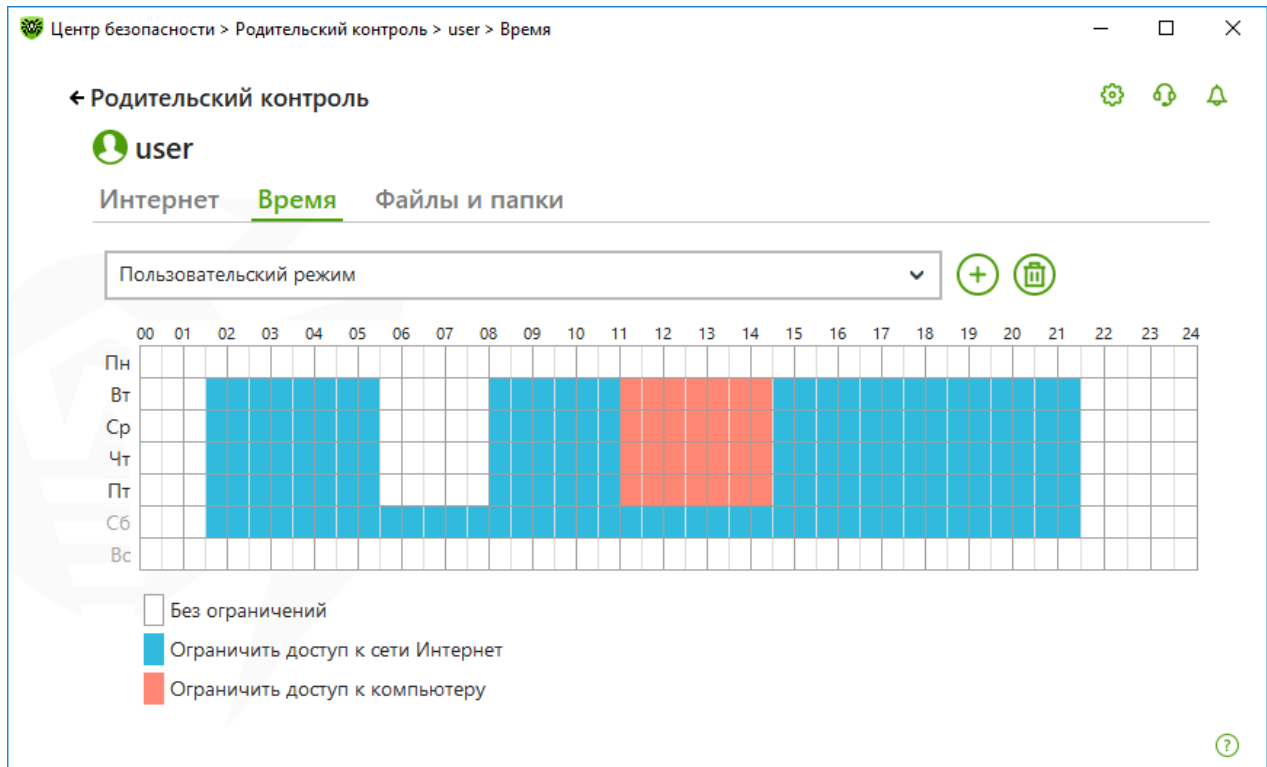 Центр безопасности > Родительский контроль > user > Время
Родительский контроль
user
Интернет Время Файлы и папки
Пользовательский режим
00 01 02 03 04 05 06 07 08 09 10 11 12 13 14 15 16 17 18 19 20 21 22 23 24
Пн
Вт
Ср
Чт
Пт
Сб
Вс
Без ограничений
Ограничить доступ к сети Интернет
Ограничить доступ к компьютеру
?